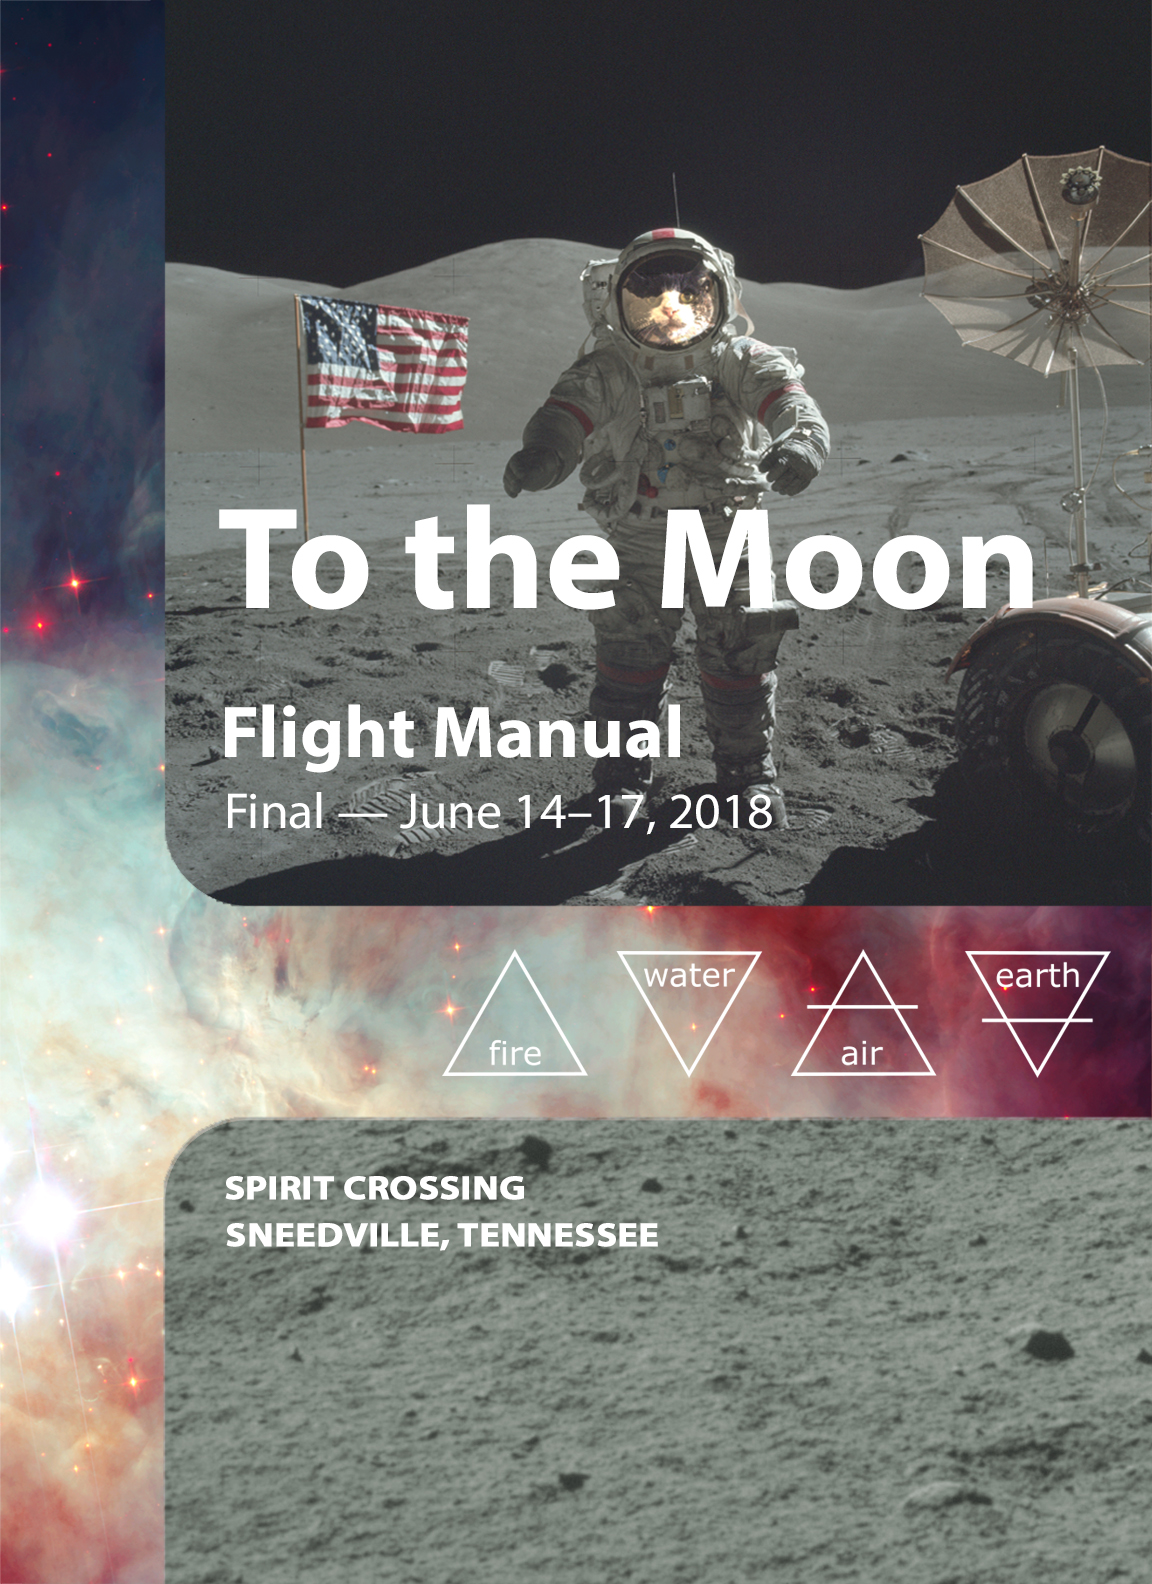 To the Moon
Flight Manual
Final — June 14–17, 2018
fire
water
air
earth
SPIRIT CROSSING
SNEEDVILLE, TENNESSEE